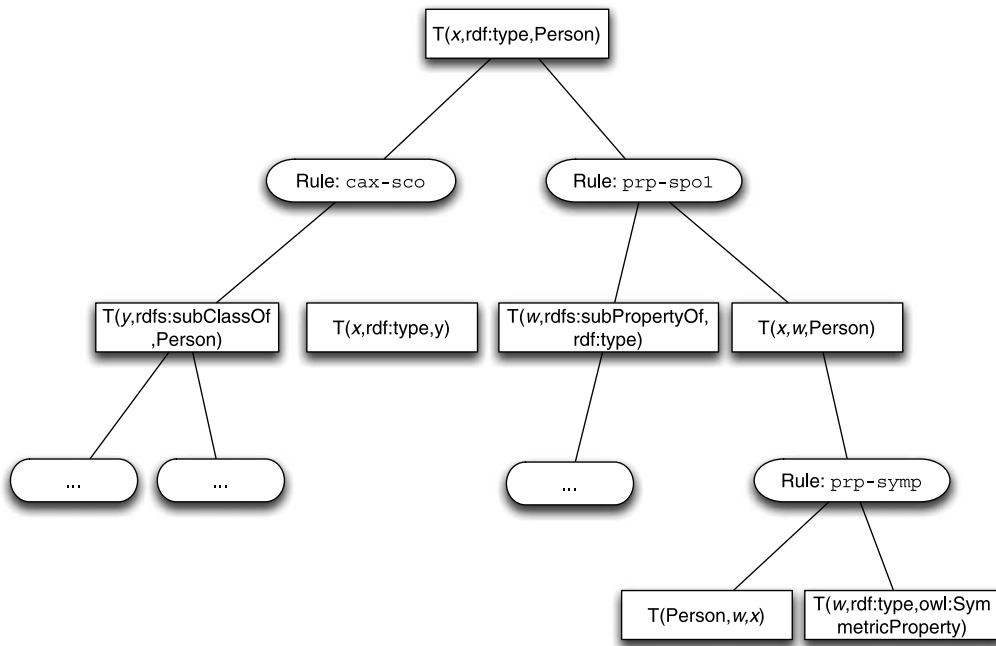 T(x,rdf:type,Person)
Rule: cax-sco
Rule: prp-spo1
T(y,rdfs:subClassOf
,Person)
T(x,rdf:type,y)
T(w,rdfs:subPropertyOf,
rdf:type)
T(x,w,Person)
...
...
...
Rule: prp-symp
T(Person,w,x)
T(w,rdf:type,owl:Sym
metricProperty)